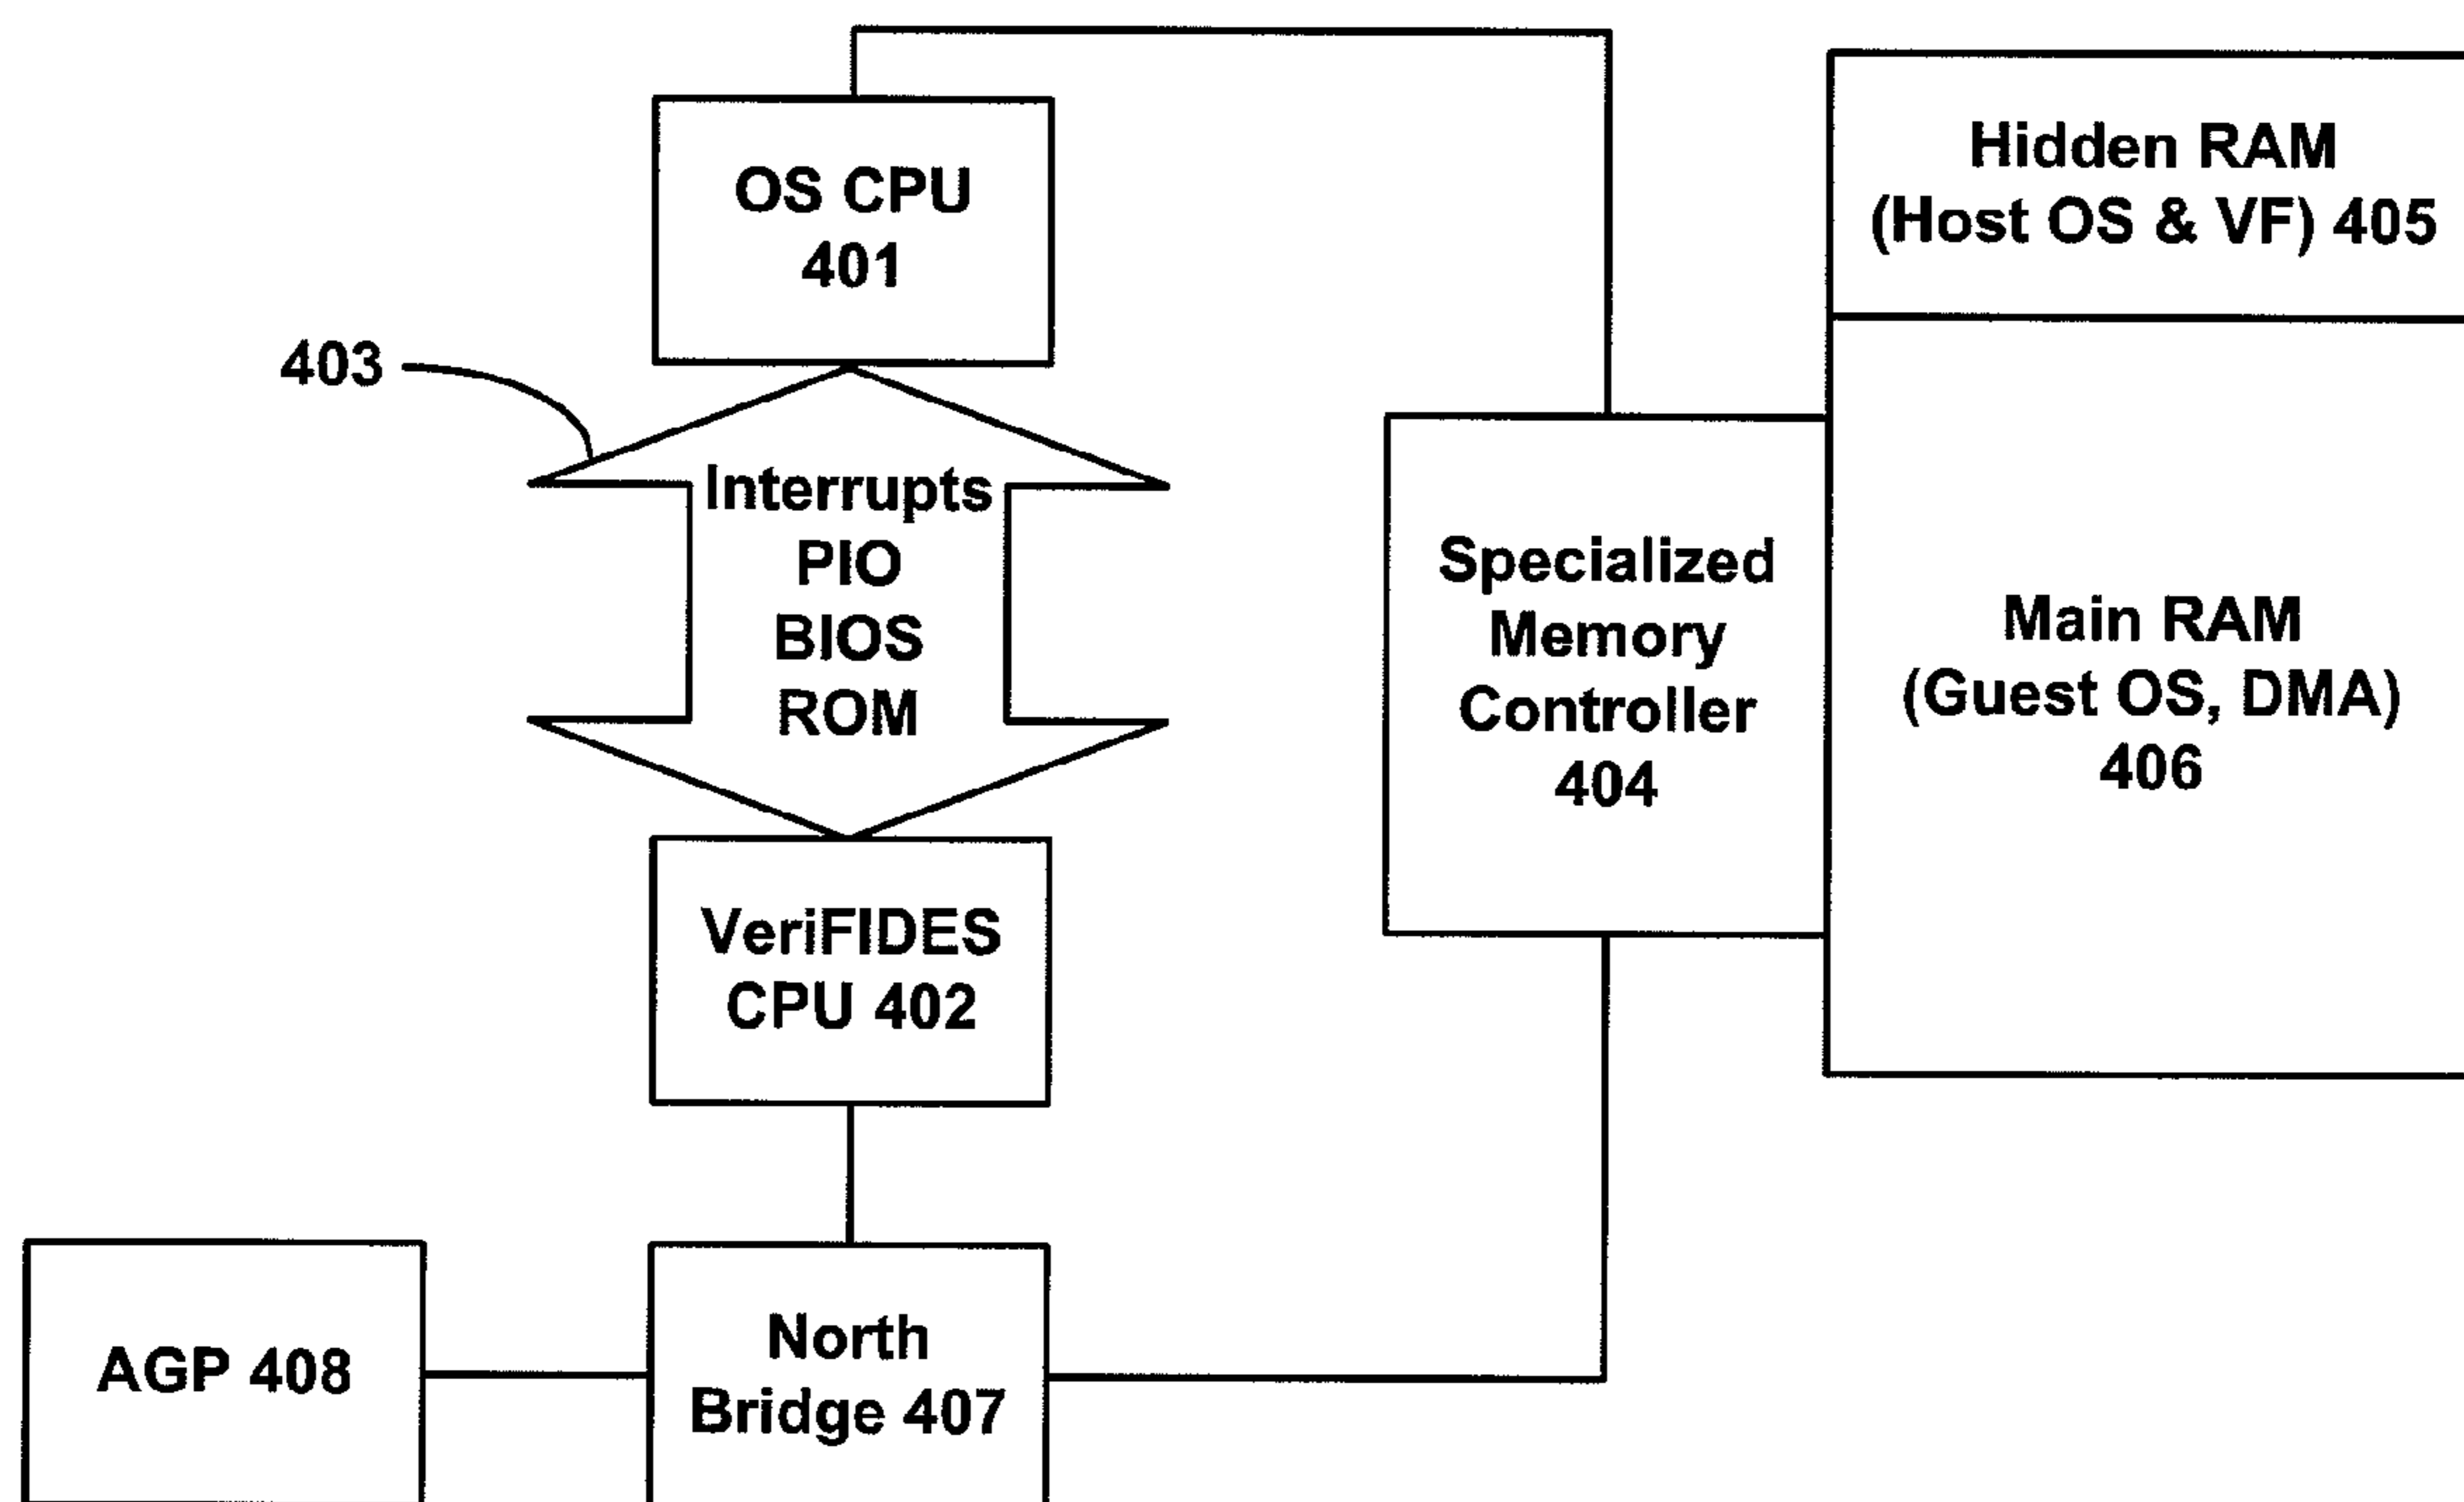 OS CPU
401
Hidden RAM
(Host OS & VF) 405
403
Interrupts
PIO
BIOS
ROM
Specialized
Memory
Controller
404
Main RAM
(Guest OS, DMA)
406
VeriFIDES
CPU 402
AGP 408
North
Bridge 407